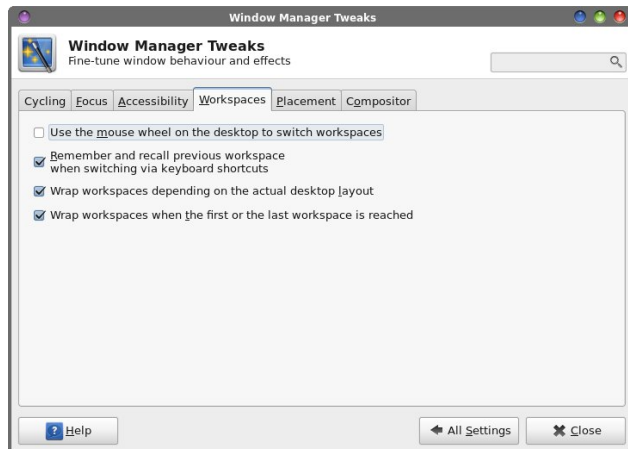 Window Manager Tweaks
Window Manager Tweaks
Fine-tune window behaviour and effects
Cycling Focus Accessibility Workspaces Placement Compositor
Use the mouse wheel on the desktop to switch workspaces
Remember and recall previous workspace
when switching via keyboard shortcuts
Wrap workspaces depending on the actual desktop layout
Wrap workspaces when the first or the last workspace is reached
? Help All Settings Close